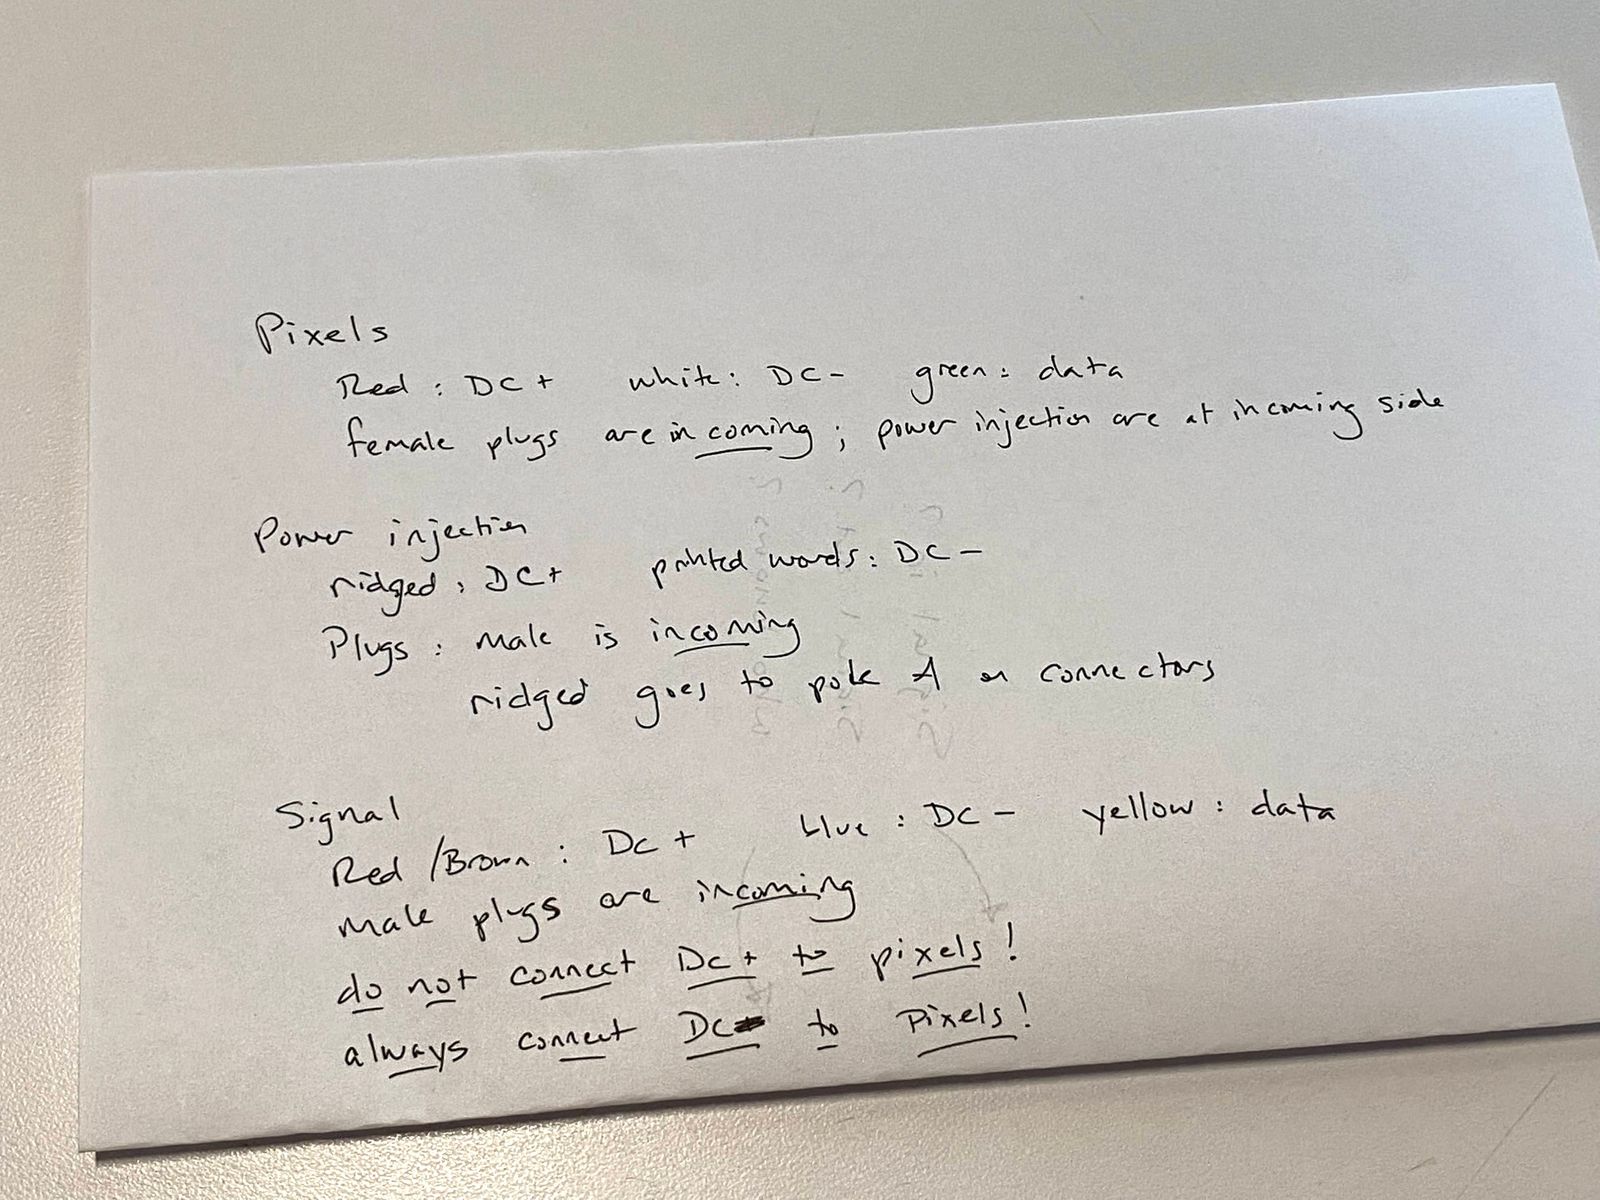 Pixels
Red : DC+ white: DC- green: data
female plugs are incoming ; power injection are at incoming side
Power injection
ridged : DC+ printed words: DC-
Plugs : male is incoming
ridged goes to pole A on connectors
Signal
Red /Brown : DC+ blue : DC- yellow : data
male plugs are incoming
do not connect DC+ to pixels!
always connect DC- to Pixels!